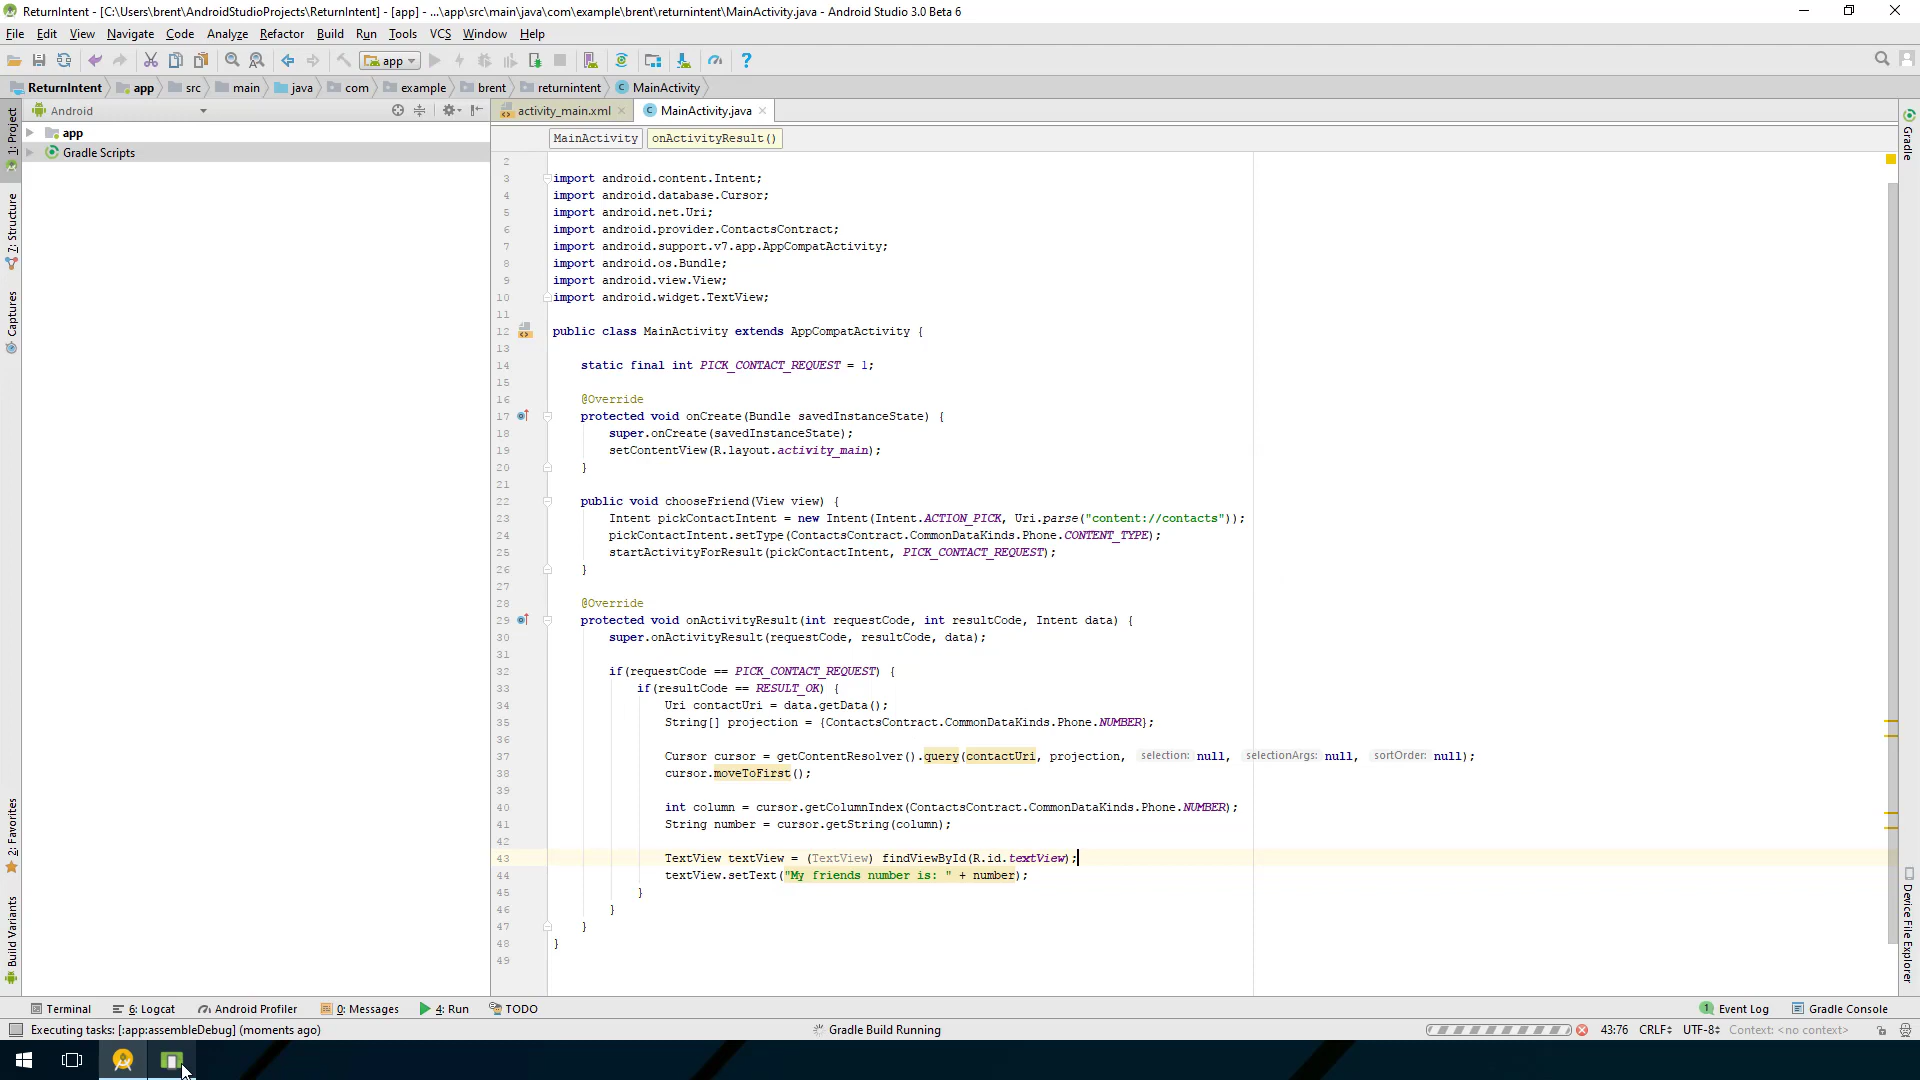 ReturnIntent - [C:\Users\brent\AndroidStudioProjects\ReturnIntent] - [app] - ...\app\src\main\java\com\example\brent\returnintent\MainActivity.java - Android Studio 3.0 Beta 6
File Edit View Navigate Code Analyze Refactor Build Run Tools VCS Window Help
app
ReturnIntent app src main java com example brent returnintent MainActivity
Android
activity_main.xml MainActivity.java
app
Gradle Scripts
1: Project
7: Structure
Captures
2: Favorites
Build Variants
Gradle
Device File Explorer
MainActivity onActivityResult()
2
3 import android.content.Intent;
4 import android.database.Cursor;
5 import android.net.Uri;
6 import android.provider.ContactsContract;
7 import android.support.v7.app.AppCompatActivity;
8 import android.os.Bundle;
9 import android.view.View;
10 import android.widget.TextView;
11
12 public class MainActivity extends AppCompatActivity {
13
14 static final int PICK_CONTACT_REQUEST = 1;
15
16 @Override
17 protected void onCreate(Bundle savedInstanceState) {
18 super.onCreate(savedInstanceState);
19 setContentView(R.layout.activity_main);
20 }
21
22 public void chooseFriend(View view) {
23 Intent pickContactIntent = new Intent(Intent.ACTION_PICK, Uri.parse("content://contacts"));
24 pickContactIntent.setType(ContactsContract.CommonDataKinds.Phone.CONTENT_TYPE);
25 startActivityForResult(pickContactIntent, PICK_CONTACT_REQUEST);
26 }
27
28 @Override
29 protected void onActivityResult(int requestCode, int resultCode, Intent data) {
30 super.onActivityResult(requestCode, resultCode, data);
31
32 if(requestCode == PICK_CONTACT_REQUEST) {
33 if(resultCode == RESULT_OK) {
34 Uri contactUri = data.getData();
35 String[] projection = {ContactsContract.CommonDataKinds.Phone.NUMBER};
36
37 Cursor cursor = getContentResolver().query(contactUri, projection, selection: null, selectionArgs: null, sortOrder: null);
38 cursor.moveToFirst();
39
40 int column = cursor.getColumnIndex(ContactsContract.CommonDataKinds.Phone.NUMBER);
41 String number = cursor.getString(column);
42
43 TextView textView = (TextView) findViewById(R.id.textView);
44 textView.setText("My friends number is: " + number);
45 }
46 }
47 }
48 }
49
Terminal 6: Logcat Android Profiler 0: Messages 4: Run TODO 1 Event Log Gradle Console
Executing tasks: [:app:assembleDebug] (moments ago) Gradle Build Running 43:76 CRLF UTF-8 Context: <no context>